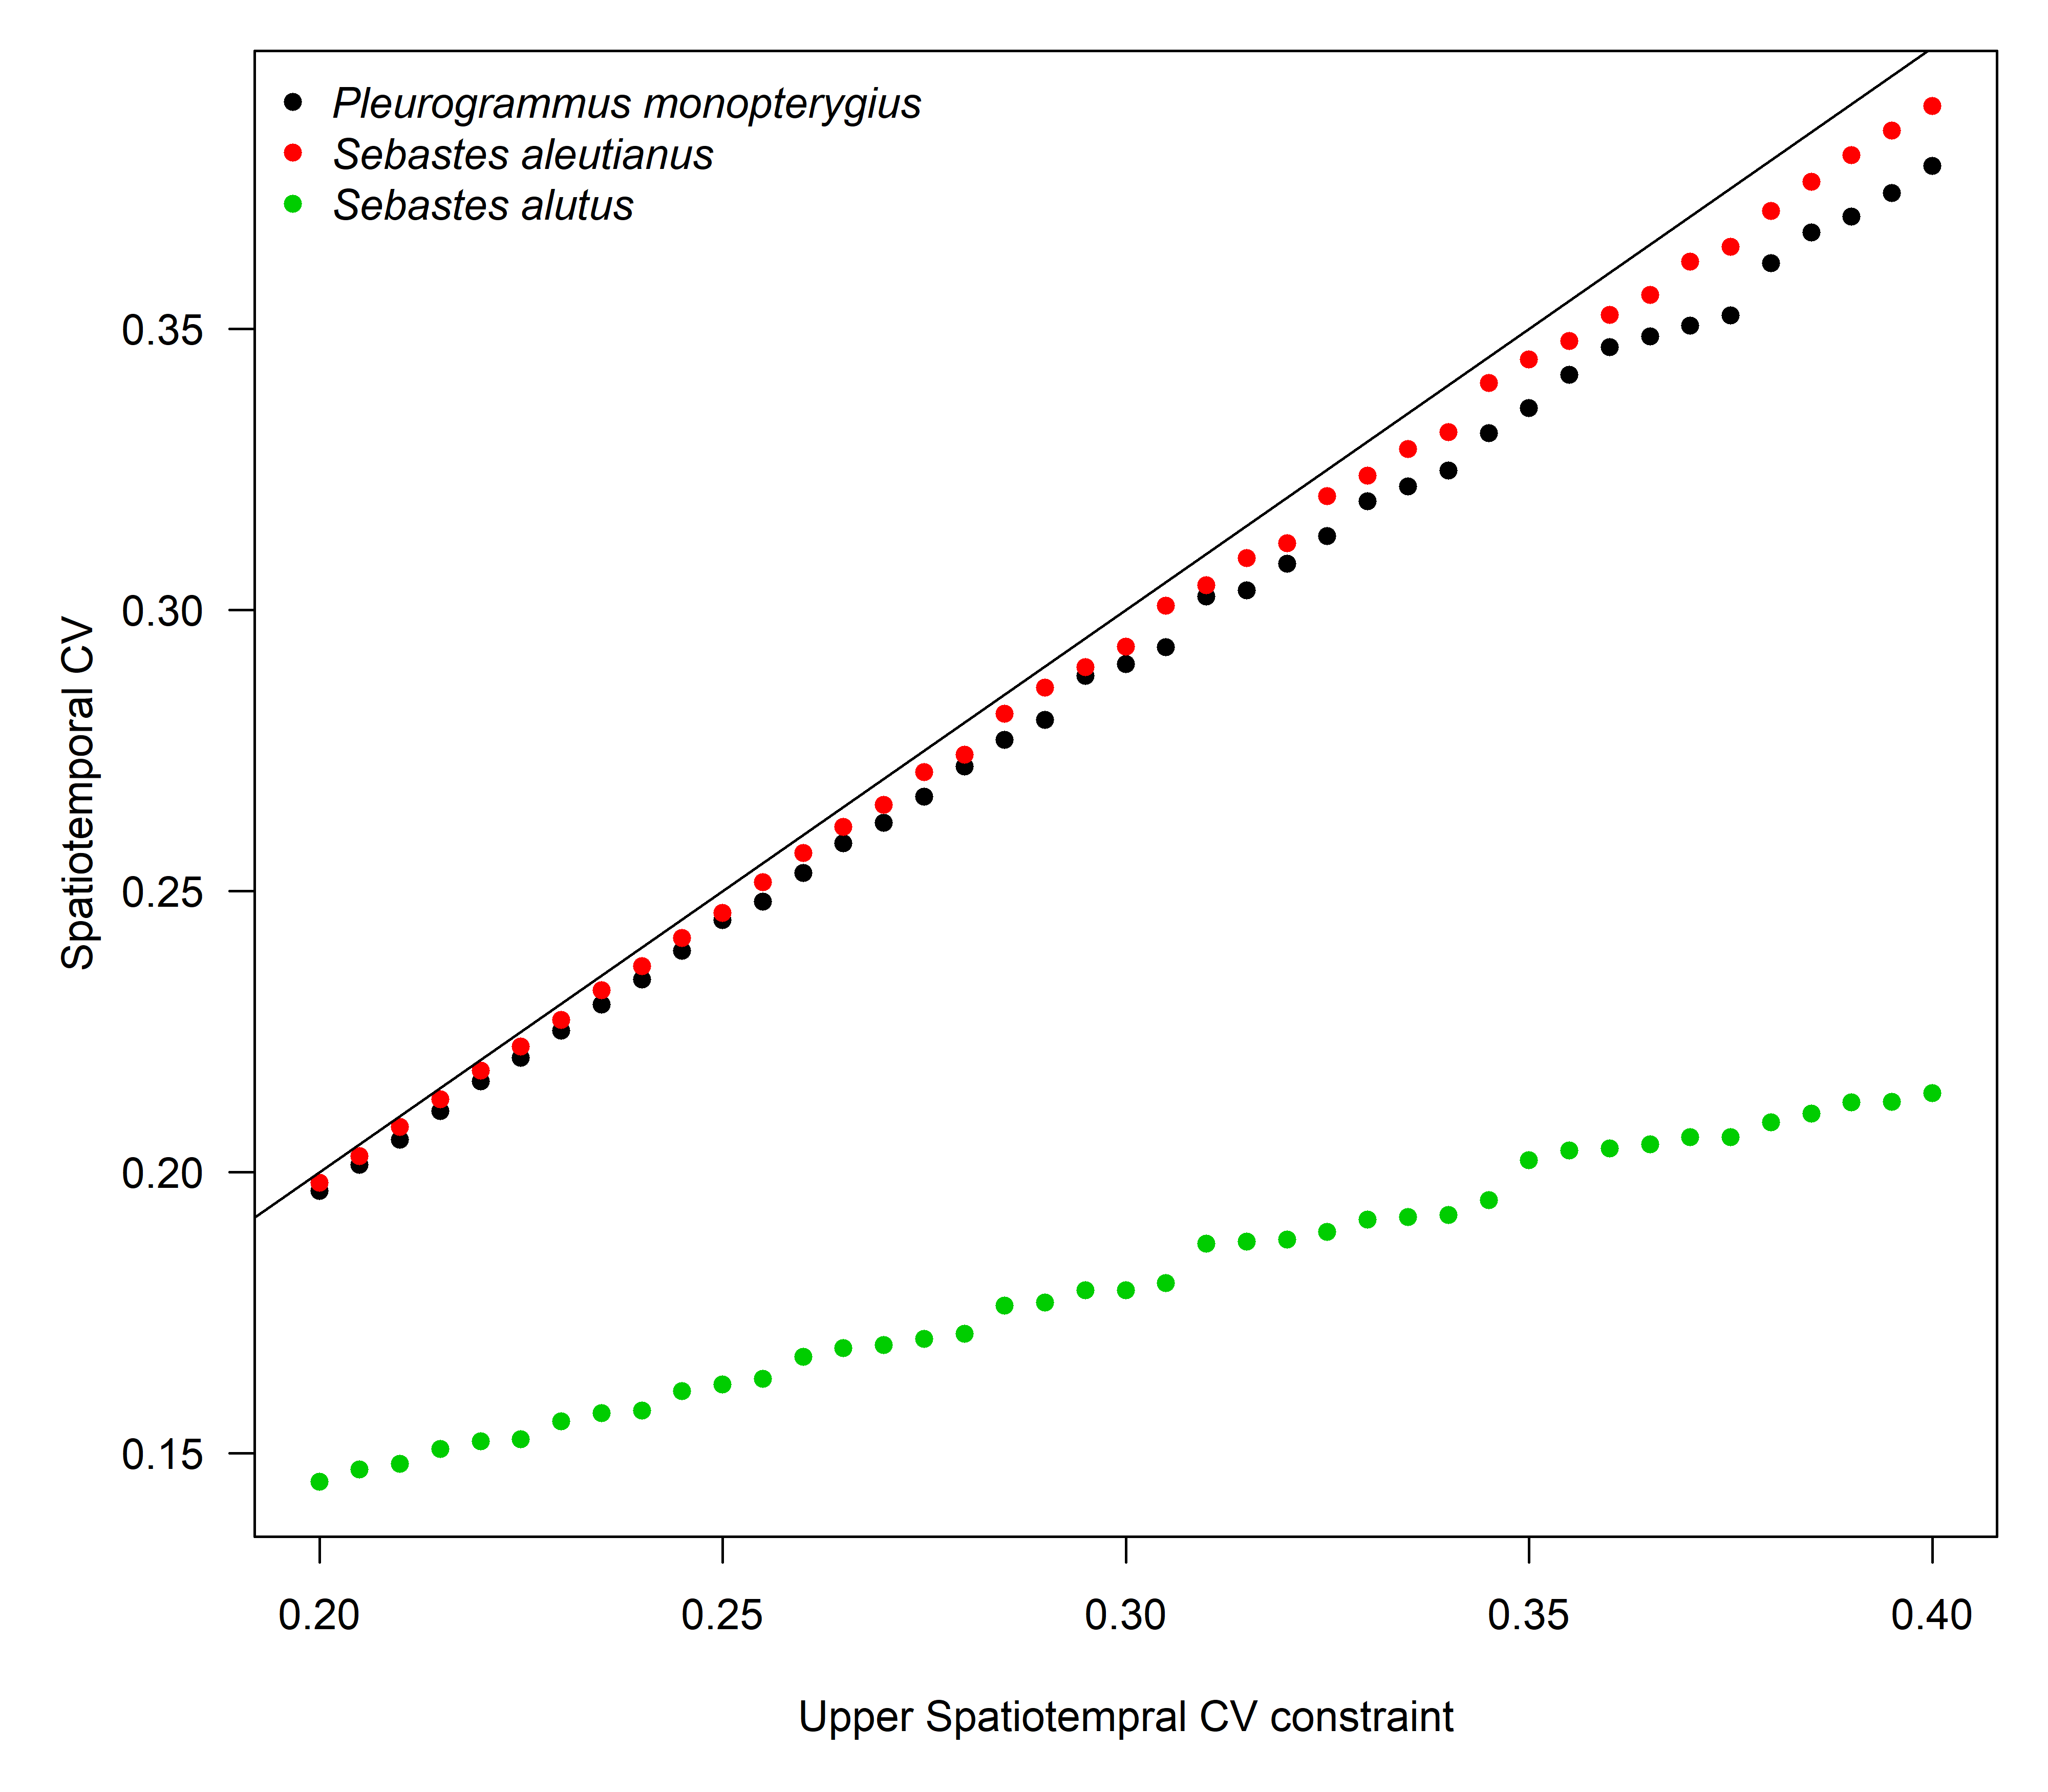 Pleurogrammus monopterygius
Sebastes aleutianus
Sebastes alutus
Spatiotemporal CV
0.35
0.30
0.25
0.20
0.15
0.20 0.25 0.30 0.35 0.40
Upper Spatiotempral CV constraint